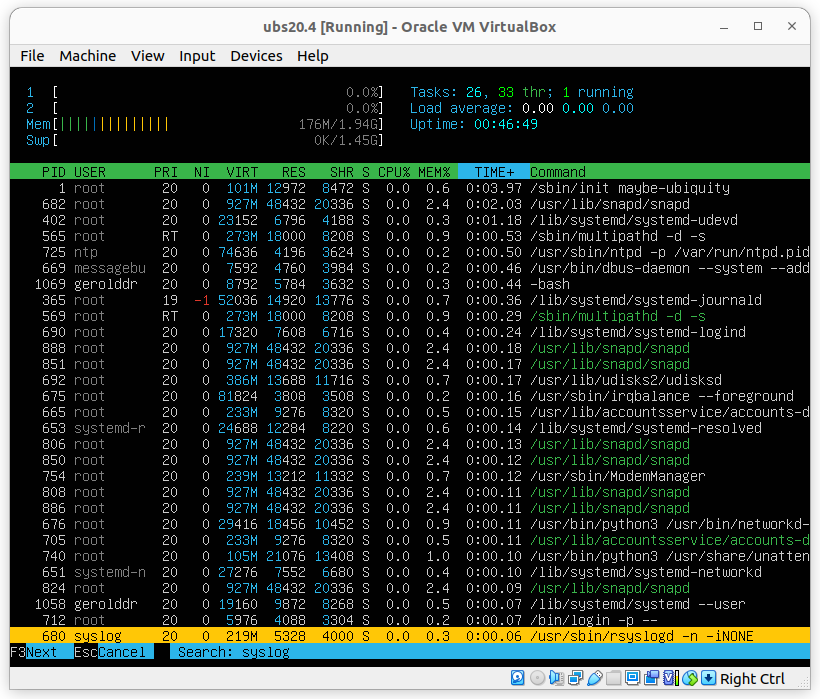 ubs20.4 [Running] - Oracle VM VirtualBox
File Machine View Input Devices Help
1 [ 0.0%] Tasks: 26, 33 thr; 1 running
2 [ 0.0%] Load average: 0.00 0.00 0.00
Mem[||||||||||||||| 176M/1.94G] Uptime: 00:46:49
Swp[ 0K/1.45G]
PID USER PRI NI VIRT RES SHR S CPU% MEM% TIME+ Command
1 root 20 0 101M 12972 8472 S 0.0 0.6 0:03.97 /sbin/init maybe-ubiquity
682 root 20 0 927M 48432 20336 S 0.0 2.4 0:02.03 /usr/lib/snapd/snapd
402 root 20 0 23152 6796 4188 S 0.0 0.3 0:01.18 /lib/systemd/systemd-udevd
565 root RT 0 273M 18000 8208 S 0.0 0.9 0:00.53 /sbin/multipathd -d -s
725 ntp 20 0 74636 4196 3624 S 0.0 0.2 0:00.50 /usr/sbin/ntpd -p /var/run/ntpd.pid
669 messagebu 20 0 7592 4760 3984 S 0.0 0.2 0:00.46 /usr/bin/dbus-daemon --system --add
1069 gerolddr 20 0 8792 5784 3632 S 0.0 0.3 0:00.44 -bash
365 root 19 -1 52036 14920 13776 S 0.0 0.7 0:00.36 /lib/systemd/systemd-journald
569 root RT 0 273M 18000 8208 S 0.0 0.9 0:00.29 /sbin/multipathd -d -s
690 root 20 0 17320 7608 6716 S 0.0 0.4 0:00.24 /lib/systemd/systemd-logind
888 root 20 0 927M 48432 20336 S 0.0 2.4 0:00.18 /usr/lib/snapd/snapd
851 root 20 0 927M 48432 20336 S 0.0 2.4 0:00.17 /usr/lib/snapd/snapd
692 root 20 0 386M 13688 11716 S 0.0 0.7 0:00.17 /usr/lib/udisks2/udisksd
675 root 20 0 81824 3808 3508 S 0.0 0.2 0:00.16 /usr/sbin/irqbalance --foreground
665 root 20 0 233M 9276 8320 S 0.0 0.5 0:00.15 /usr/lib/accountsservice/accounts-d
653 systemd-r 20 0 24688 12284 8220 S 0.0 0.6 0:00.14 /lib/systemd/systemd-resolved
806 root 20 0 927M 48432 20336 S 0.0 2.4 0:00.13 /usr/lib/snapd/snapd
850 root 20 0 927M 48432 20336 S 0.0 2.4 0:00.12 /usr/lib/snapd/snapd
754 root 20 0 239M 13212 11332 S 0.0 0.7 0:00.12 /usr/sbin/ModemManager
808 root 20 0 927M 48432 20336 S 0.0 2.4 0:00.11 /usr/lib/snapd/snapd
886 root 20 0 927M 48432 20336 S 0.0 2.4 0:00.11 /usr/lib/snapd/snapd
676 root 20 0 29416 18456 10452 S 0.0 0.9 0:00.11 /usr/bin/python3 /usr/bin/networkd-
705 root 20 0 233M 9276 8320 S 0.0 0.5 0:00.11 /usr/lib/accountsservice/accounts-d
740 root 20 0 105M 21076 13408 S 0.0 1.0 0:00.10 /usr/bin/python3 /usr/share/unatten
651 systemd-n 20 0 27276 7552 6680 S 0.0 0.4 0:00.10 /lib/systemd/systemd-networkd
824 root 20 0 927M 48432 20336 S 0.0 2.4 0:00.09 /usr/lib/snapd/snapd
1058 gerolddr 20 0 19160 9872 8268 S 0.0 0.5 0:00.07 /lib/systemd/systemd --user
712 root 20 0 5976 4088 3304 S 0.0 0.2 0:00.07 /bin/login -p --
680 syslog 20 0 219M 5328 4000 S 0.0 0.3 0:00.06 /usr/sbin/rsyslogd -n -iNONE
F3Next EscCancel Search: syslog
Right Ctrl